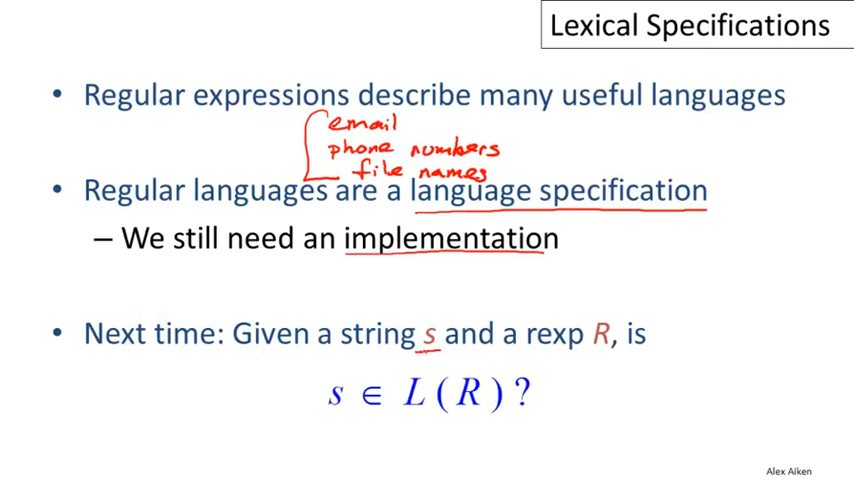 Lexical Specifications
• Regular expressions describe many useful languages
email
phone numbers
file names
• Regular languages are a language specification
– We still need an implementation
• Next time: Given a string s and a rexp R, is
s ∈ L(R)?
Alex Aiken